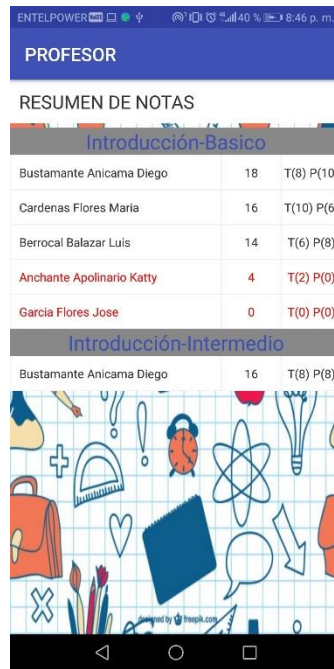 ENTELPOWER 40 % 8:46 p. m.
PROFESOR
RESUMEN DE NOTAS
Introducción-Basico
Bustamante Anicama Diego 18 T(8) P(10
Cardenas Flores Maria 16 T(10) P(6
Berrocal Balazar Luis 14 T(6) P(8)
Anchante Apolinario Katty 4 T(2) P(0)
Garcia Flores Jose 0 T(0) P(0)
Introducción-Intermedio
Bustamante Anicama Diego 16 T(8) P(8)
designed by freepik.com